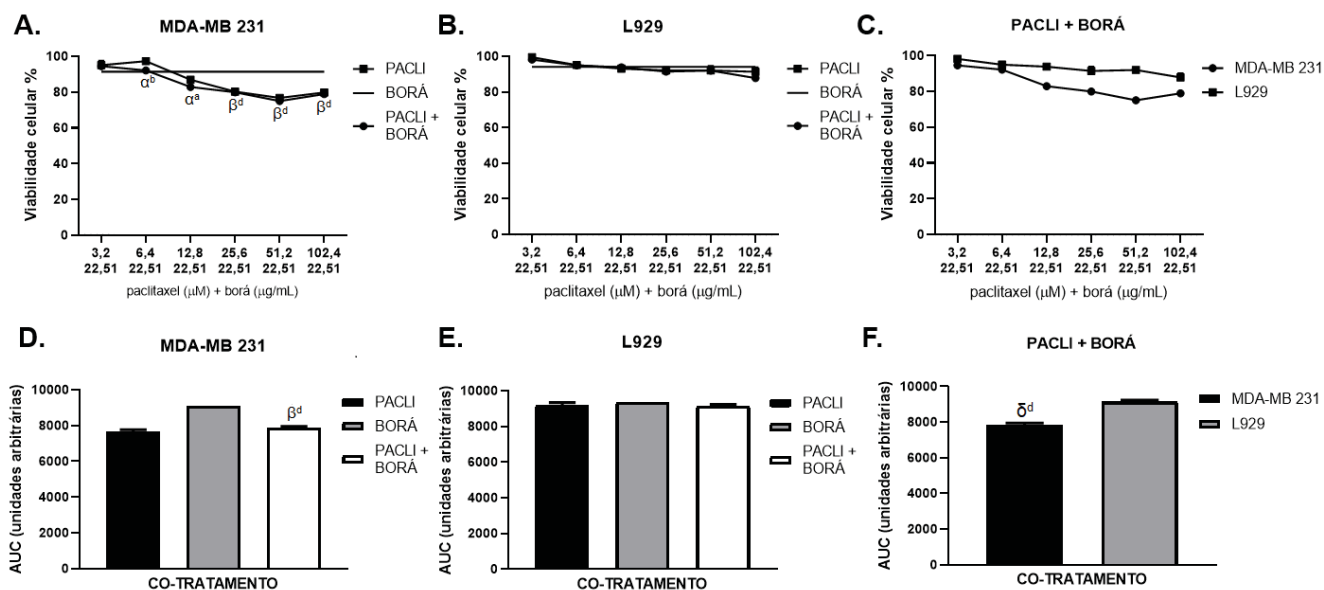 A.
MDA-MB 231
Viabilidade celular %
100
80
60
40
20
0
αᵇ
αᵃ
βᵈ
βᵈ
βᵈ
3,2 6,4 12,8 25,6 51,2 102,4
22,51 22,51 22,51 22,51 22,51 22,51
paclitaxel (μM) + borá (μg/mL)
PACLI
BORÁ
PACLI +
BORÁ
B.
L929
Viabilidade celular %
100
80
60
40
20
0
3,2 6,4 12,8 25,6 51,2 102,4
22,51 22,51 22,51 22,51 22,51 22,51
paclitaxel (μM) + borá (μg/mL)
PACLI
BORÁ
PACLI +
BORÁ
C.
PACLI + BORÁ
Viabilidade celular %
100
80
60
40
20
0
3,2 6,4 12,8 25,6 51,2 102,4
22,51 22,51 22,51 22,51 22,51 22,51
paclitaxel (μM) + borá (μg/mL)
MDA-MB 231
L929
D.
MDA-MB 231
AUC (unidades arbitrárias)
10000
8000
6000
4000
2000
0
βᵈ
CO-TRATAMENTO
PACLI
BORÁ
PACLI +
BORÁ
E.
L929
AUC (unidades arbitrárias)
10000
8000
6000
4000
2000
0
CO-TRATAMENTO
PACLI
BORÁ
PACLI +
BORÁ
F.
PACLI + BORÁ
AUC (unidades arbitrárias)
10000
8000
6000
4000
2000
0
δᵈ
CO-TRATAMENTO
MDA-MB 231
L929